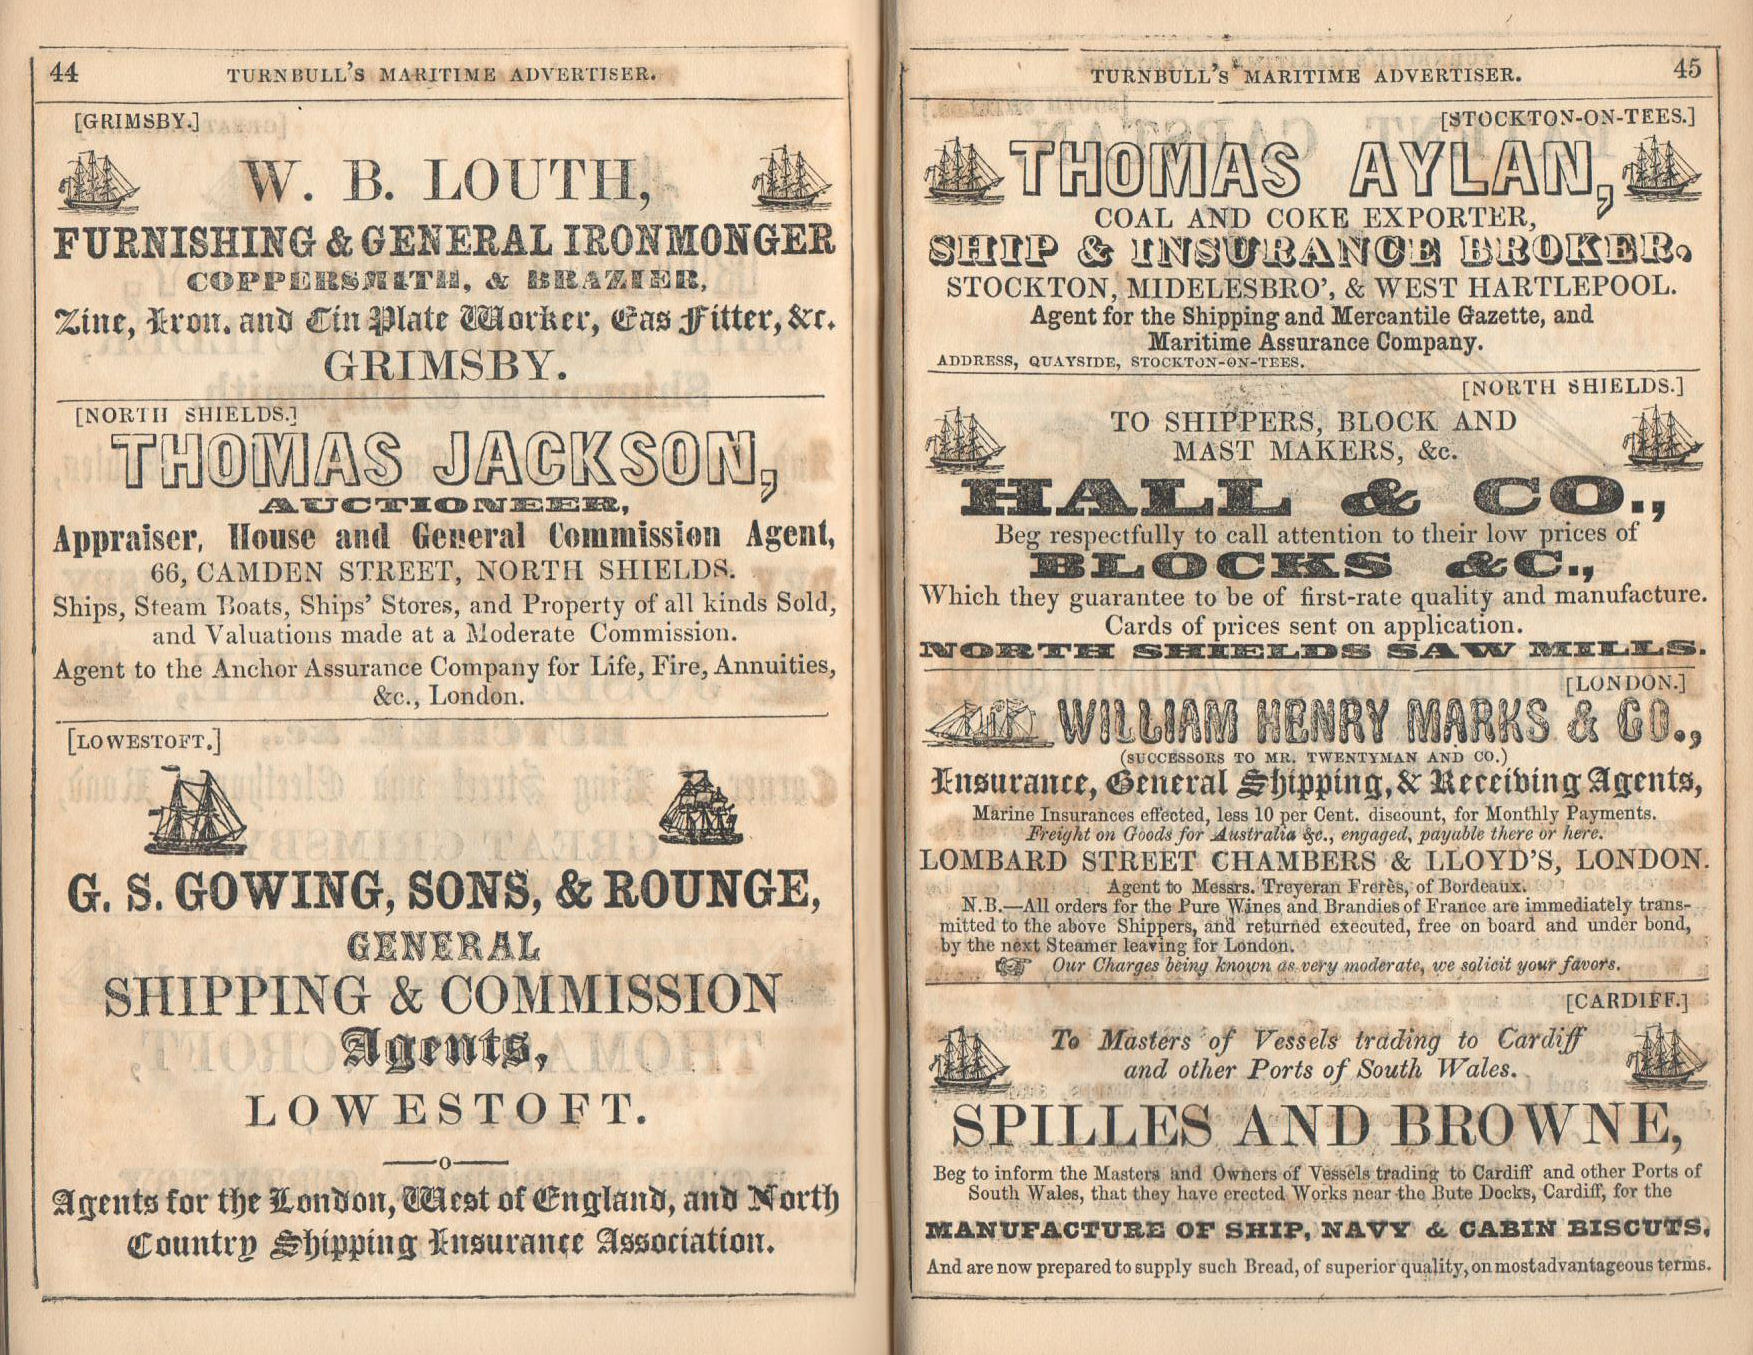 44
TURNBULL'S MARITIME ADVERTISER.
[GRIMSBY.]
W. B. LOUTH,
FURNISHING & GENERAL IRONMONGER
COPPERSMITH, & BRAZIER,
Zinc, Iron. and Tin Plate Worker, Gas Fitter, &c.
GRIMSBY.
[NORTH SHIELDS.]
THOMAS JACKSON,
AUCTIONEER,
Appraiser, House and General Commission Agent,
66, CAMDEN STREET, NORTH SHIELDS.
Ships, Steam Boats, Ships' Stores, and Property of all kinds Sold,
and Valuations made at a Moderate Commission.
Agent to the Anchor Assurance Company for Life, Fire, Annuities,
&c., London.
[LOWESTOFT.]
G. S. GOWING, SONS, & ROUNGE,
GENERAL
SHIPPING & COMMISSION
Agents,
LOWESTOFT.
Agents for the London, West of England, and North
Country Shipping Insurance Association.
TURNBULL'S MARITIME ADVERTISER.
45
[STOCKTON-ON-TEES.]
THOMAS AYLAN,
COAL AND COKE EXPORTER,
SHIP & INSURANCE BROKER.
STOCKTON, MIDELESBRO', & WEST HARTLEPOOL.
Agent for the Shipping and Mercantile Gazette, and
Maritime Assurance Company.
ADDRESS, QUAYSIDE, STOCKTON-ON-TEES.
[NORTH SHIELDS.]
TO SHIPPERS, BLOCK AND
MAST MAKERS, &c.
HALL & CO.,
Beg respectfully to call attention to their low prices of
BLOCKS &C.,
Which they guarantee to be of first-rate quality and manufacture.
Cards of prices sent on application.
NORTH SHIELDS SAW MILLS.
[LONDON.]
WILLIAM HENRY MARKS & CO.,
(SUCCESSORS TO MR. TWENTYMAN AND CO.)
Insurance, General Shipping, & Receiving Agents,
Marine Insurances effected, less 10 per Cent. discount, for Monthly Payments.
Freight on Goods for Australia &c., engaged, payable there or here.
LOMBARD STREET CHAMBERS & LLOYD'S, LONDON.
Agent to Messrs. Treyeran Freres, of Bordeaux.
N.B.—All orders for the Pure Wines and Brandies of France are immediately trans-
mitted to the above Shippers, and returned executed, free on board and under bond,
by the next Steamer leaving for London.
☞ Our Charges being known as very moderate, we solicit your favors.
[CARDIFF.]
To Masters of Vessels trading to Cardiff
and other Ports of South Wales.
SPILLES AND BROWNE,
Beg to inform the Masters and Owners of Vessels trading to Cardiff and other Ports of
South Wales, that they have erected Works near the Bute Docks, Cardiff, for the
MANUFACTURE OF SHIP, NAVY & CABIN BISCUTS,
And are now prepared to supply such Bread, of superior quality, on most advantageous terms.